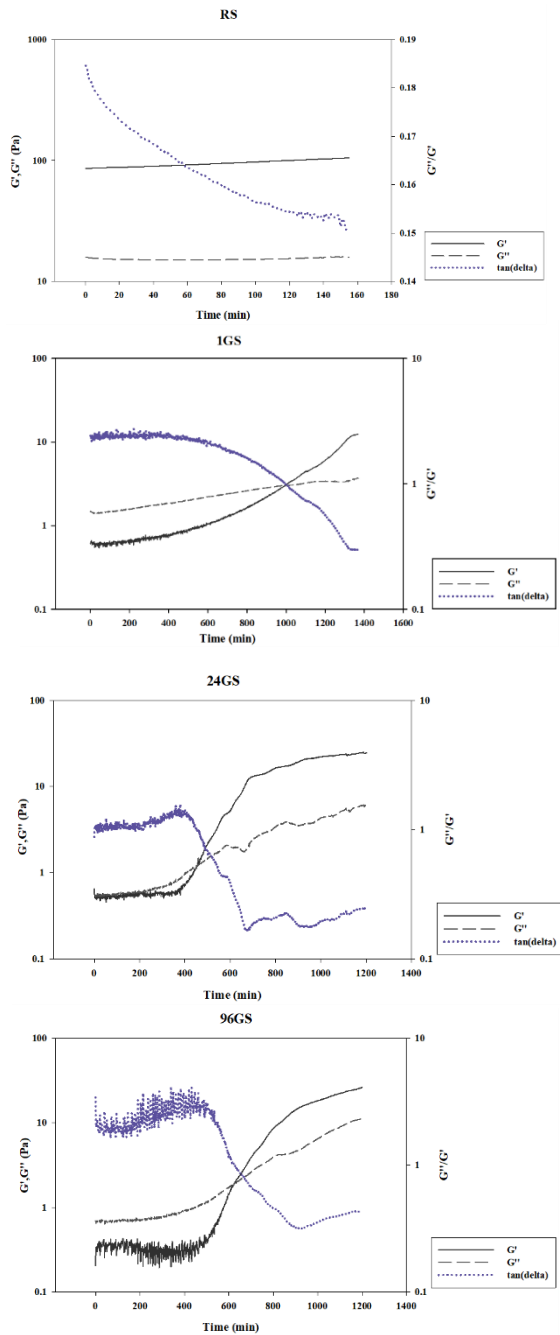 RS
1000
100
10
G',G'' (Pa)
0.19
0.18
0.17
0.16
0.15
0.14
G''/G'
0 20 40 60 80 100 120 140 160 180
Time (min)
G'
G''
tan(delta)
1GS
100
10
1
0.1
G',G'' (Pa)
10
1
0.1
G''/G'
0 200 400 600 800 1000 1200 1400 1600
Time (min)
G'
G''
tan(delta)
24GS
100
10
1
0.1
G',G'' (Pa)
10
1
0.1
G''/G'
0 200 400 600 800 1000 1200 1400
Time (min)
G'
G''
tan(delta)
96GS
100
10
1
0.1
G',G'' (Pa)
10
1
0.1
G''/G'
0 200 400 600 800 1000 1200 1400
Time (min)
G'
G''
tan(delta)